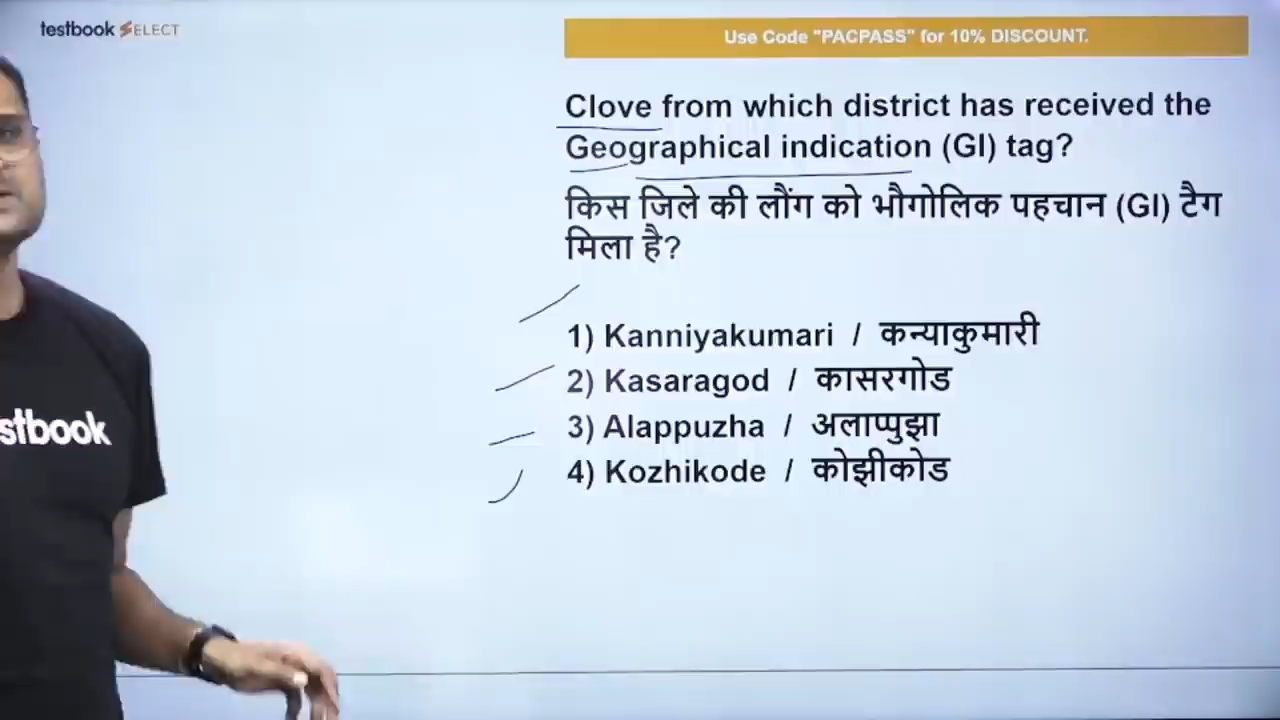 testbook SELECT
Use Code "PACPASS" for 10% DISCOUNT.
Clove from which district has received the
Geographical indication (GI) tag?
किस जिले की लौंग को भौगोलिक पहचान (GI) टैग
मिला है?
1) Kanniyakumari / कन्याकुमारी
2) Kasaragod / कासरगोड
3) Alappuzha / अलाप्पुझा
4) Kozhikode / कोझीकोड
stbook